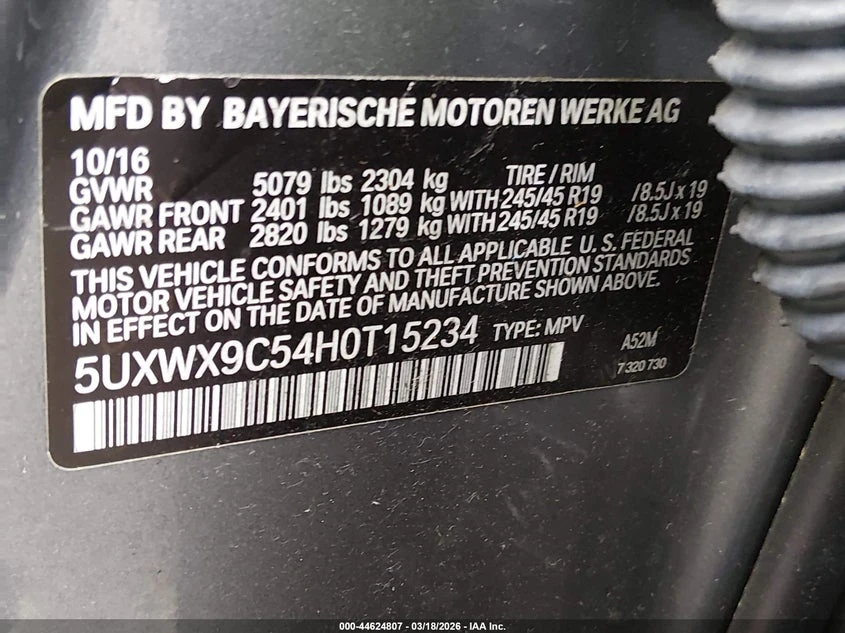 MFD BY BAYERISCHE MOTOREN WERKE AG
10/16 TIRE / RIM
GVWR 5079 lbs 2304 kg
GAWR FRONT 2401 lbs 1089 kg WITH 245/45 R19 /8.5J x 19
GAWR REAR 2820 lbs 1279 kg WITH 245/45 R19 /8.5J x 19
THIS VEHICLE CONFORMS TO ALL APPLICABLE U.S. FEDERAL
MOTOR VEHICLE SAFETY AND THEFT PREVENTION STANDARDS
IN EFFECT ON THE DATE OF MANUFACTURE SHOWN ABOVE.
5UXWX9C54H0T15234 TYPE: MPV A52M
7 320 730
000-44624807 - 03/18/2026 - IAA Inc.